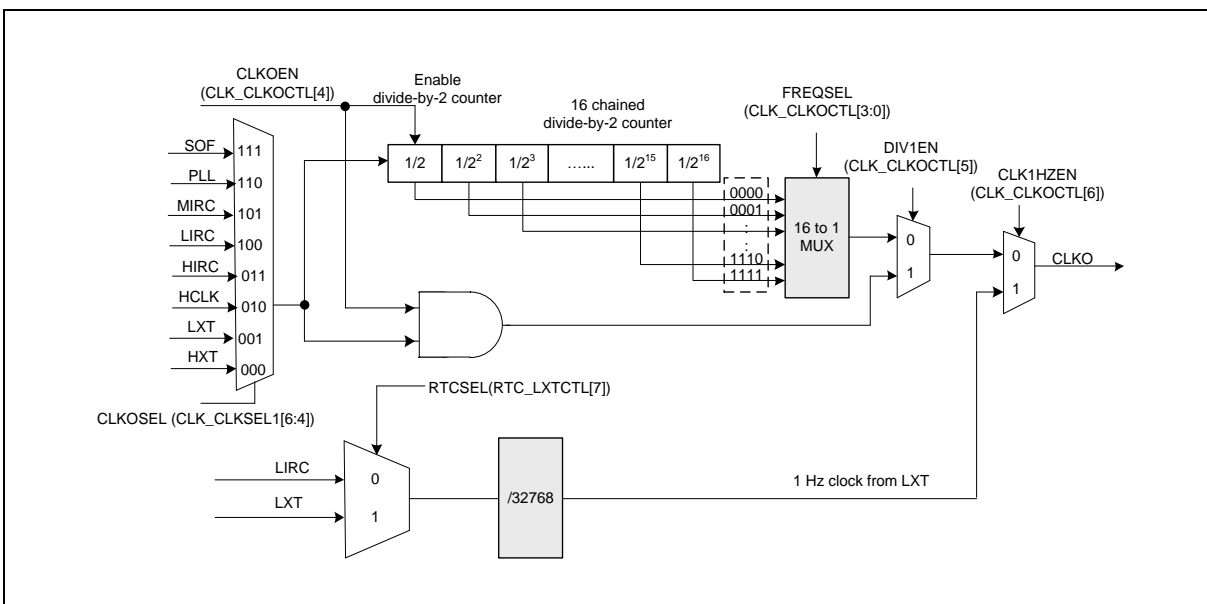 CLKOEN
(CLK_CLKOCTL[4])
Enable
divide-by-2 counter
16 chained
divide-by-2 counter
FREQSEL
(CLK_CLKOCTL[3:0])
DIV1EN
(CLK_CLKOCTL[5])
CLK1HZEN
(CLK_CLKOCTL[6])
SOF 111
PLL 110
MIRC 101
LIRC 100
HIRC 011
HCLK 010
LXT 001
HXT 000
CLKOSEL (CLK_CLKSEL1[6:4])
1/2 1/2² 1/2³ …... 1/2¹⁵ 1/2¹⁶
0000
0001
:
:
1110
1111
16 to 1
MUX
0
1
0
1
CLKO
RTCSEL(RTC_LXTCTL[7])
LIRC 0
LXT 1
/32768
1 Hz clock from LXT